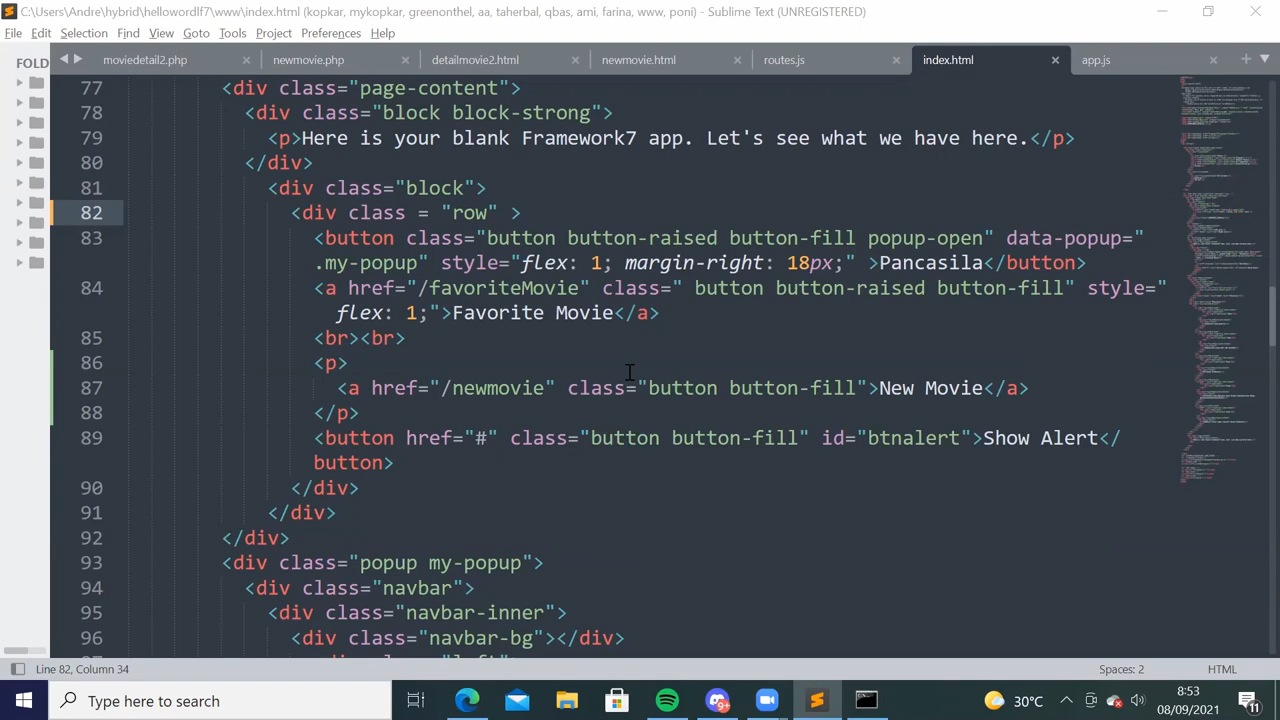 C:\Users\Andre\hybrid\hellowordlf7\www\index.html (kopkar, mykopkar, greemonthel, aa, taherbal, qbas, ami, farina, www, poni) - Sublime Text (UNREGISTERED)
File Edit Selection Find View Goto Tools Project Preferences Help
FOLD
moviedetail2.php newmovie.php detailmovie2.html newmovie.html routes.js index.html app.js
77 <div class="page-content">
78 <div class="block block-strong">
79 <p>Here is your blank Framework7 app. Let's see what we have here.</p>
80 </div>
81 <div class="block">
82 <div class = "row"
83 <button class="button button-raised button-fill popup-open" data-popup="
.my-popup" style="flex: 1; margin-right: 18px;" >Pancasila</button>
84 <a href="/favoriteMovie" class=" button button-raised button-fill" style="
flex: 1;">Favorite Movie</a>
85 <br><br>
86 <p>
87 <a href="/newmovie" class="button button-fill">New Movie</a>
88 </p>
89 <button href="#" class="button button-fill" id="btnalert">Show Alert</
button>
90 </div>
91 </div>
92 </div>
93 <div class="popup my-popup">
94 <div class="navbar">
95 <div class="navbar-inner">
96 <div class="navbar-bg"></div>
Line 82, Column 34 Spaces: 2 HTML
Type here to search 9+ 30°C 8:53
08/09/2021 11